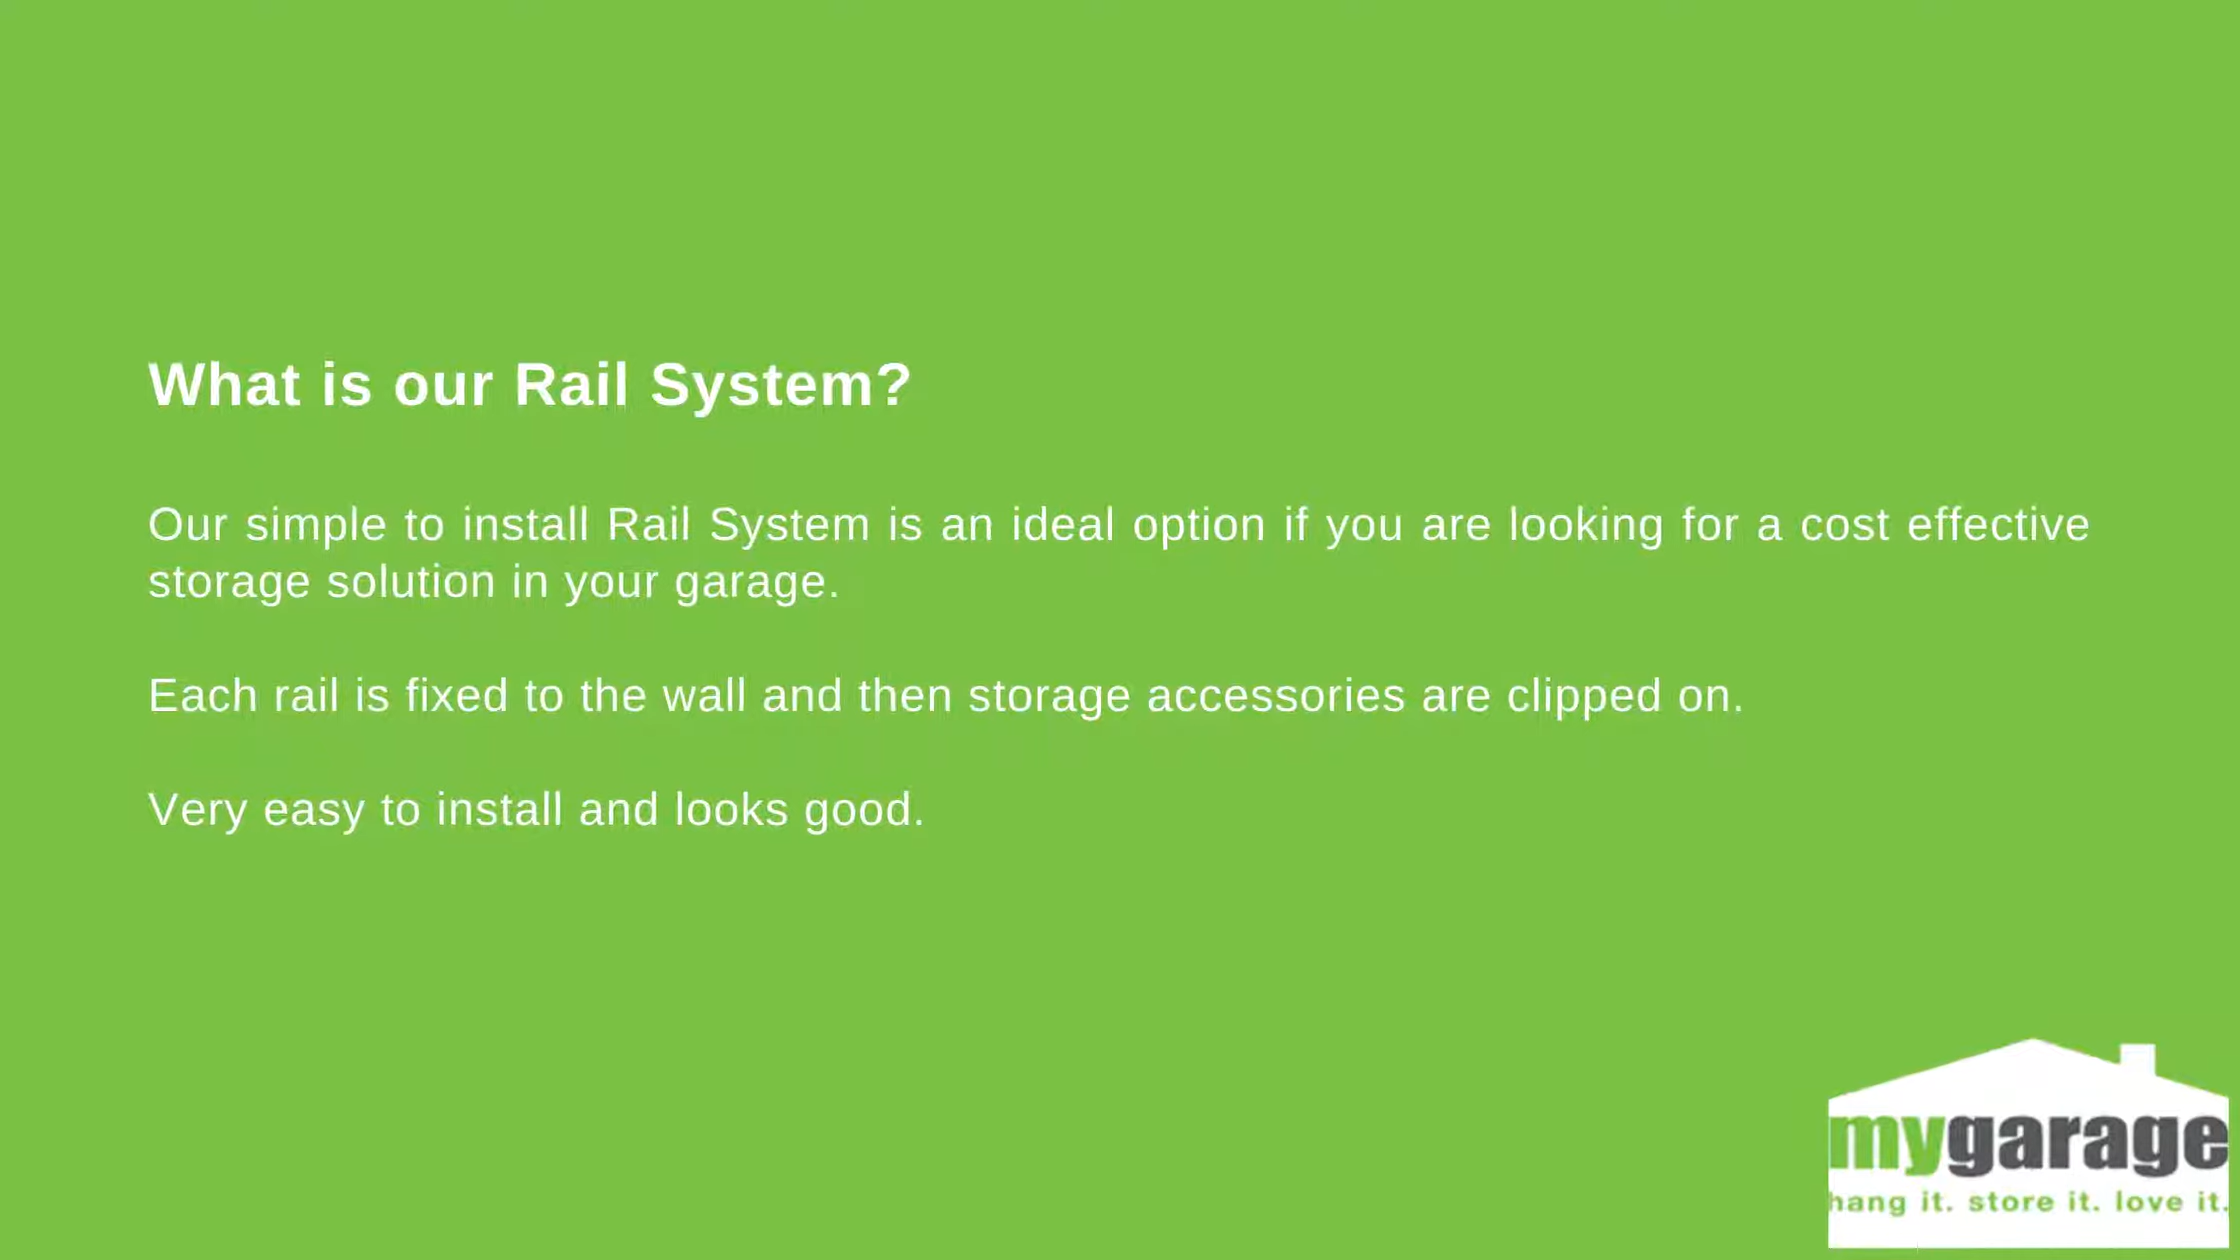 What is our Rail System?
Our simple to install Rail System is an ideal option if you are looking for a cost effective
storage solution in your garage.
Each rail is fixed to the wall and then storage accessories are clipped on.
Very easy to install and looks good.
mygarage
hang it. store it. love it.